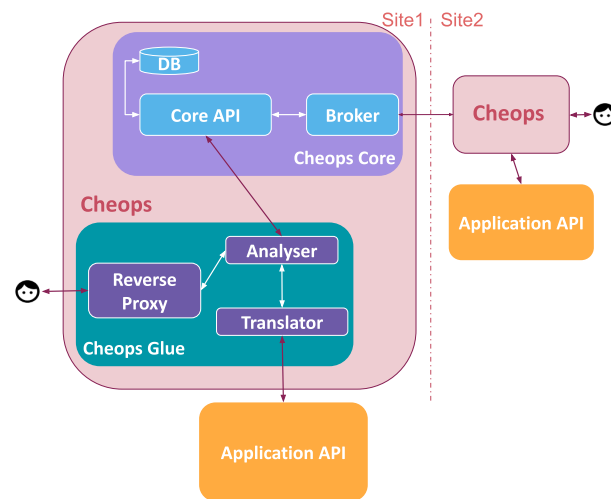 Site1
Site2
DB
Core API
Broker
Cheops Core
Cheops
Cheops
Application API
Analyser
Reverse
Proxy
Translator
Cheops Glue
Application API